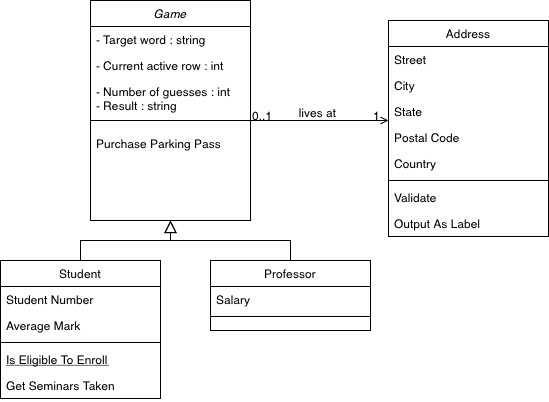 Game
- Target word : string
- Current active row : int
- Number of guesses : int
- Result : string
Purchase Parking Pass
0..1
lives at
1
Address
Street
City
State
Postal Code
Country
Validate
Output As Label
Student
Student Number
Average Mark
Is Eligible To Enroll
Get Seminars Taken
Professor
Salary